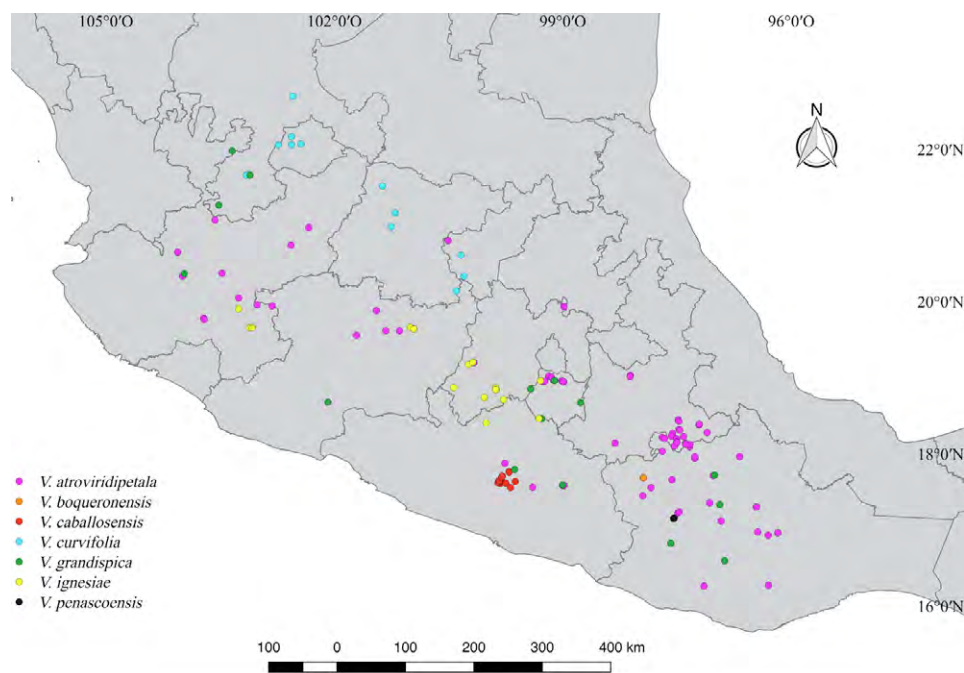 105°0′O 102°0′O 99°0′O 96°0′O
N
22°0′N
20°0′N
18°0′N
16°0′N
V. atroviridipetala
V. boqueronensis
V. caballosensis
V. curvifolia
V. grandispica
V. ignesiae
V. penascoensis
100 0 100 200 300 400 km